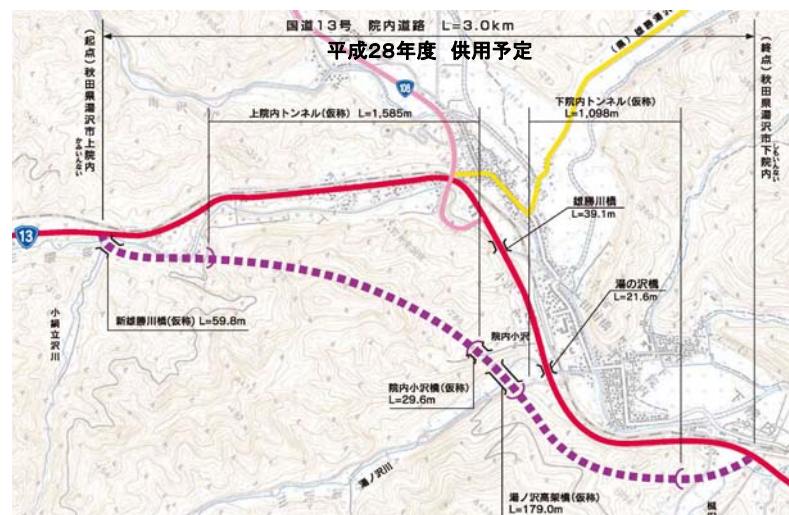 国道13号 院内道路 L=3.0km
平成28年度 供用予定
(起点)秋田県湯沢市上院内
かみいんない
(終点)秋田県湯沢市下院内
しもいんない
108
上院内トンネル(仮称)
L=1,585m
下院内トンネル(仮称)
L=1,098m
13
雄勝川橋
L=39.1m
湯の沢橋
L=21.6m
新雄勝川橋(仮称) L=59.8m
小鍋立沢川
院内小沢
院内小沢橋(仮称)
L=29.6m
湯ノ沢川
湯ノ沢高架橋(仮称)
L=179.0m